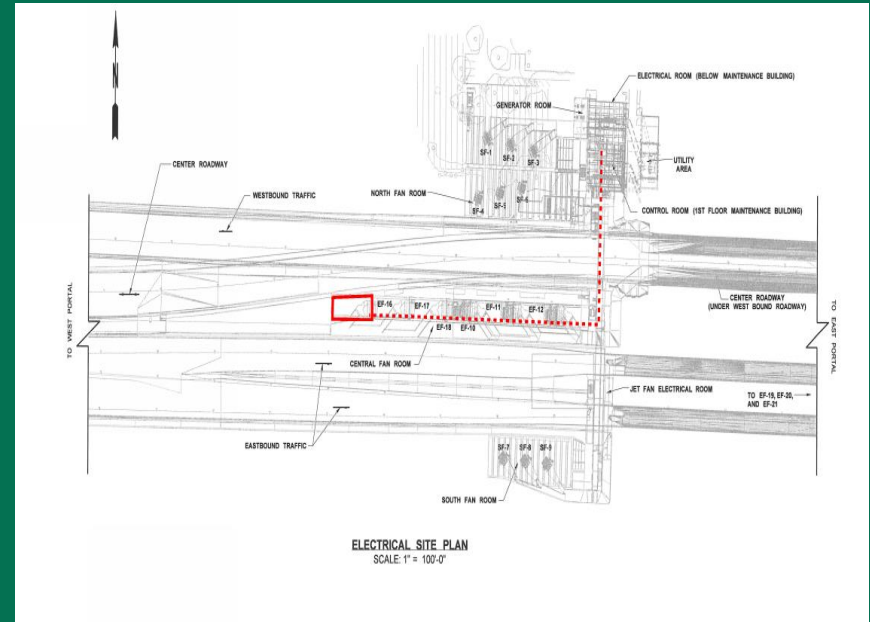 N
ELECTRICAL ROOM (BELOW MAINTENANCE BUILDING)
GENERATOR ROOM
SF-1
SF-2
SF-3
UTILITY
AREA
CENTER ROADWAY
WESTBOUND TRAFFIC
NORTH FAN ROOM
SF-4
SF-5
SF-6
CONTROL ROOM (1ST FLOOR MAINTENANCE BUILDING)
CENTER ROADWAY
(UNDER WEST BOUND ROADWAY)
TO WEST PORTAL
TO EAST PORTAL
EF-16
EF-17
EF-11
EF-12
EF-18
EF-10
CENTRAL FAN ROOM
JET FAN ELECTRICAL ROOM
TO EF-19, EF-20,
AND EF-21
EASTBOUND TRAFFIC
SF-7
SF-8
SF-9
SOUTH FAN ROOM
ELECTRICAL SITE PLAN
SCALE: 1" = 100'-0"